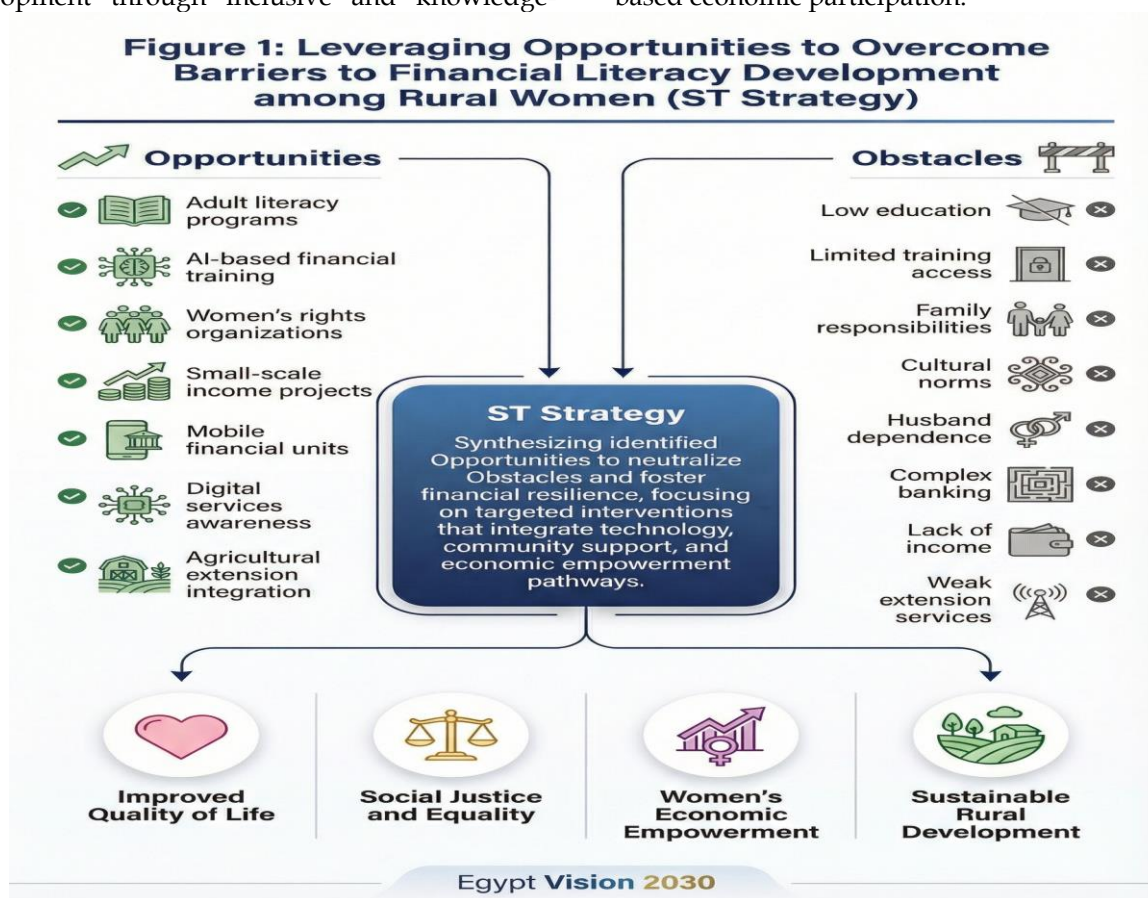 opment through inclusive and knowledge
based economic participation.
Figure 1: Leveraging Opportunities to Overcome
Barriers to Financial Literacy Development
among Rural Women (ST Strategy)
Opportunities
Adult literacy
programs
AI-based financial
training
Women's rights
organizations
Small-scale
income projects
Mobile
financial units
Digital
services
awareness
Agricultural
extension
integration
Obstacles
Low education
Limited training
access
Family
responsibilities
Cultural
norms
Husband
dependence
Complex
banking
Lack of
income
Weak
extension
services
ST Strategy
Synthesizing identified
Opportunities to neutralize
Obstacles and foster
financial resilience, focusing
on targeted interventions
that integrate technology,
community support, and
economic empowerment
pathways.
Improved
Quality of Life
Social Justice
and Equality
Women's
Economic
Empowerment
Sustainable
Rural
Development
Egypt Vision 2030